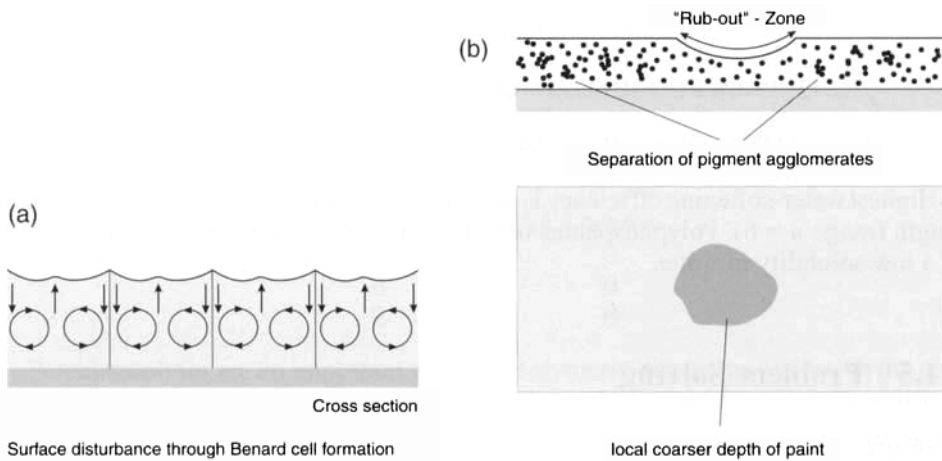 (a)
Cross section
Surface disturbance through Benard cell formation
(b)
"Rub-out" - Zone
Separation of pigment agglomerates
local coarser depth of paint